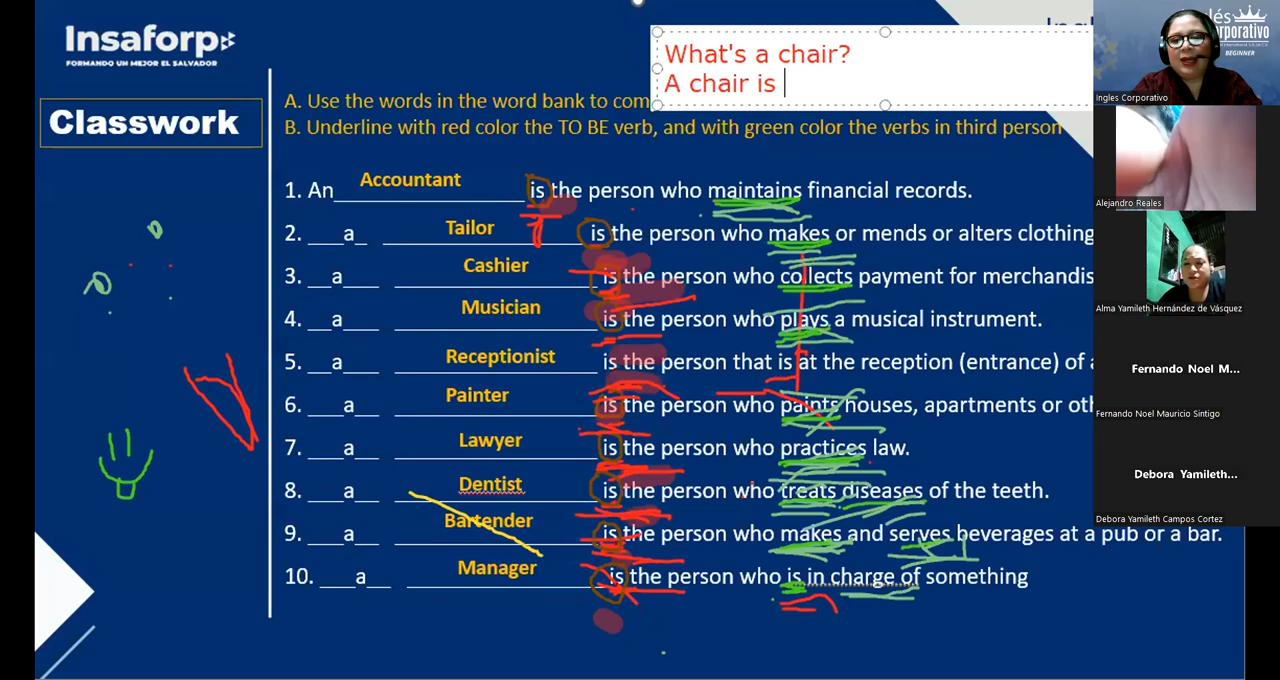 Insaforp
FORMANDO UN MEJOR EL SALVADOR
Classwork
What's a chair?
A chair is
A. Use the words in the word bank to com
B. Underline with red color the TO BE verb, and with green color the verbs in third person
1. An Accountant is the person who maintains financial records.
2. a Tailor is the person who makes or mends or alters clothing
3. a Cashier is the person who collects payment for merchandis
4. a Musician is the person who plays a musical instrument.
5. a Receptionist is the person that is at the reception (entrance) of a
6. a Painter is the person who paints houses, apartments or oth
7. a Lawyer is the person who practices law.
8. a Dentist is the person who treats diseases of the teeth.
9. a Bartender is the person who makes and serves beverages at a pub or a bar.
10. a Manager is the person who is in charge of something
lés
orporativo
BEGINNER
Ingles Corporativo
Alejandro Reales
Alma Yamileth Hernández de Vásquez
Fernando Noel M...
Fernando Noel Mauricio Sintigo
Debora Yamileth...
Debora Yamileth Campos Cortez